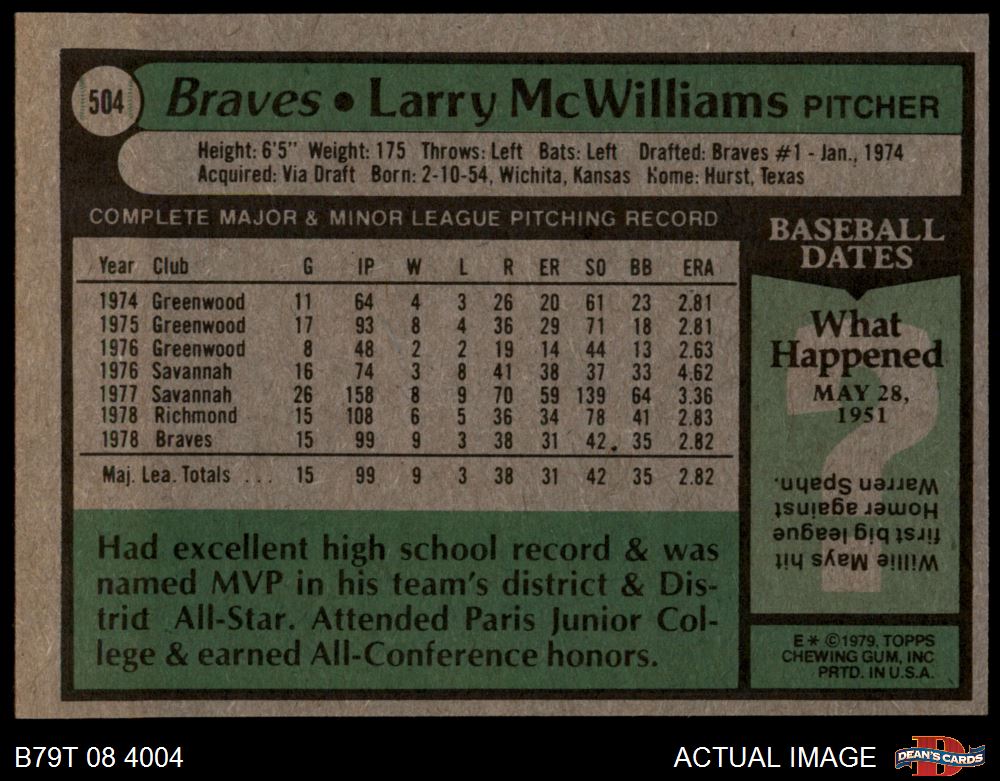 504 Braves • Larry McWilliams PITCHER
Height: 6'5" Weight: 175 Throws: Left Bats: Left Drafted: Braves #1 - Jan., 1974
Acquired: Via Draft Born: 2-10-54, Wichita, Kansas Home: Hurst, Texas
COMPLETE MAJOR & MINOR LEAGUE PITCHING RECORD
Year Club G IP W L R ER SO BB ERA
1974 Greenwood 11 64 4 3 26 20 61 23 2.81
1975 Greenwood 17 93 8 4 36 29 71 18 2.81
1976 Greenwood 8 48 2 2 19 14 44 13 2.63
1976 Savannah 16 74 3 8 41 38 37 33 4.62
1977 Savannah 26 158 8 9 70 59 139 64 3.36
1978 Richmond 15 108 6 5 36 34 78 41 2.83
1978 Braves 15 99 9 3 38 31 42 35 2.82
Maj. Lea. Totals ... 15 99 9 3 38 31 42 35 2.82
Had excellent high school record & was
named MVP in his team's district & Dis-
trict All-Star. Attended Paris Junior Col-
lege & earned All-Conference honors.
BASEBALL
DATES
What
Happened
MAY 28,
1951
?
Willie Mays hit
first big league
Homer against
Warren Spahn.
E* ©1979, TOPPS
CHEWING GUM, INC
PRTD. IN U.S.A.
B79T 08 4004
ACTUAL IMAGE
D
DEAN'S CARDS